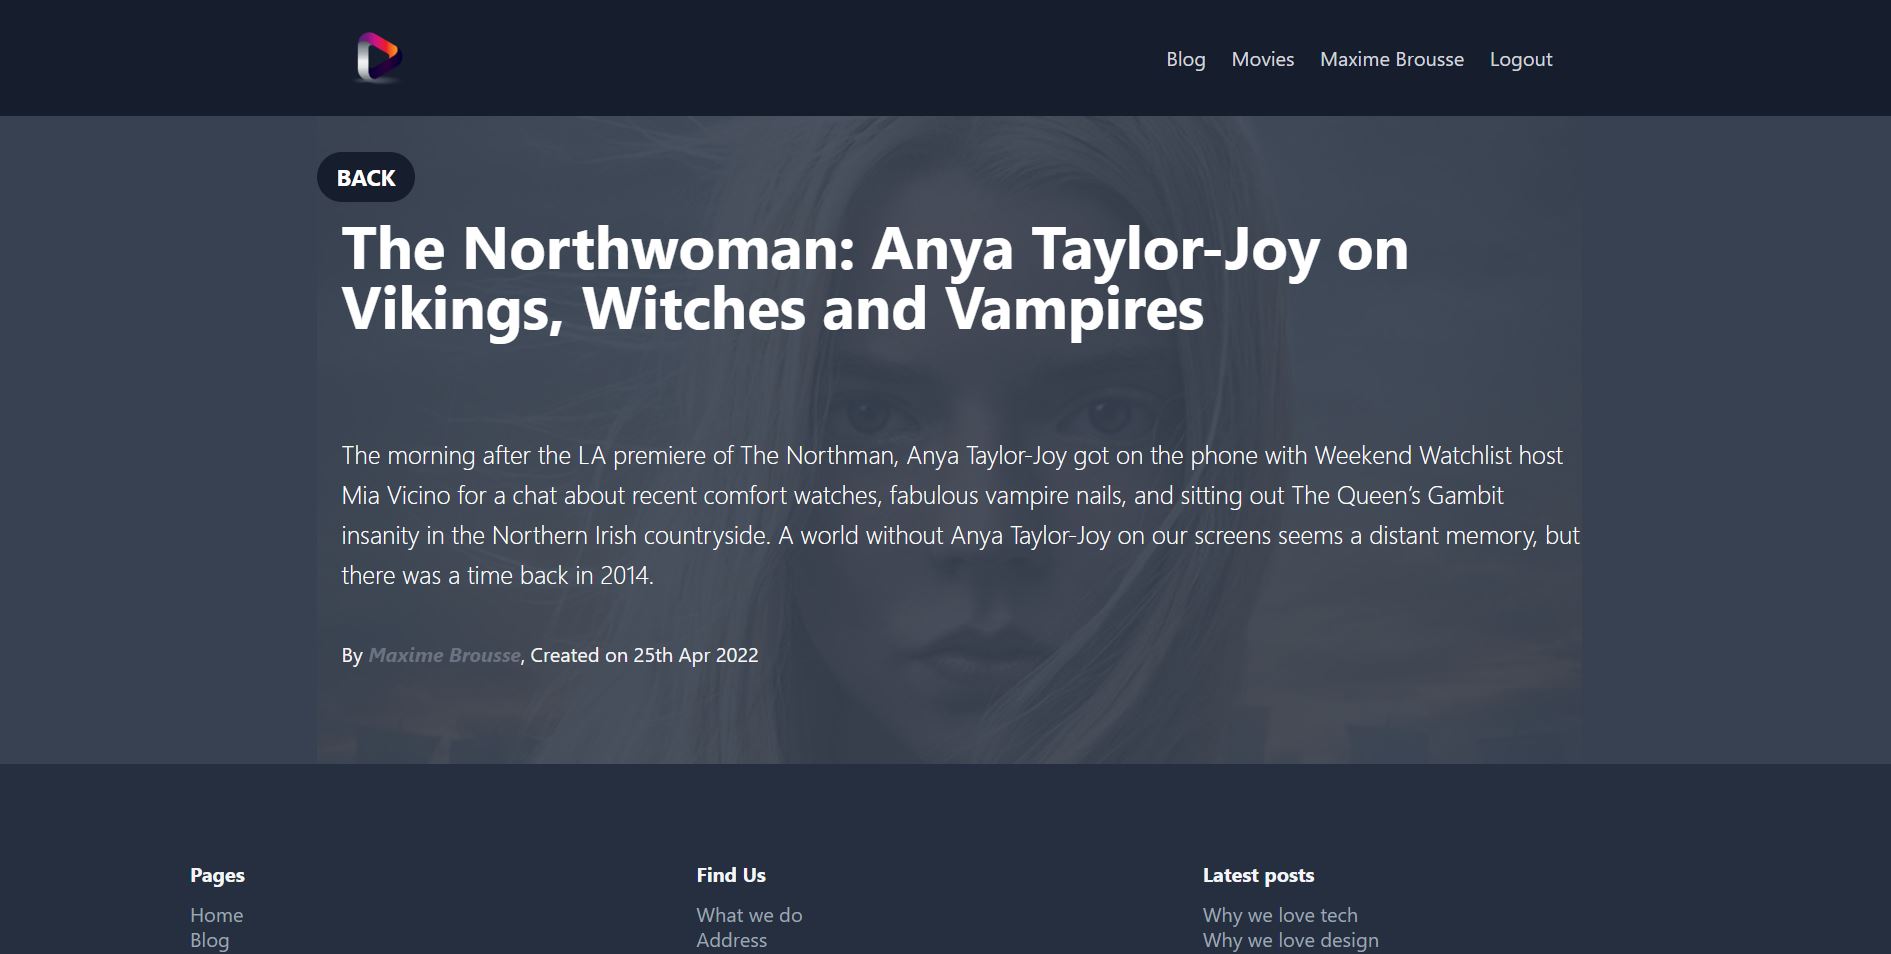 Blog Movies Maxime Brousse Logout
BACK
The Northwoman: Anya Taylor-Joy on
Vikings, Witches and Vampires
The morning after the LA premiere of The Northman, Anya Taylor-Joy got on the phone with Weekend Watchlist host
Mia Vicino for a chat about recent comfort watches, fabulous vampire nails, and sitting out The Queen’s Gambit
insanity in the Northern Irish countryside. A world without Anya Taylor-Joy on our screens seems a distant memory, but
there was a time back in 2014.
By Maxime Brousse, Created on 25th Apr 2022
Pages
Home
Blog
Find Us
What we do
Address
Latest posts
Why we love tech
Why we love design